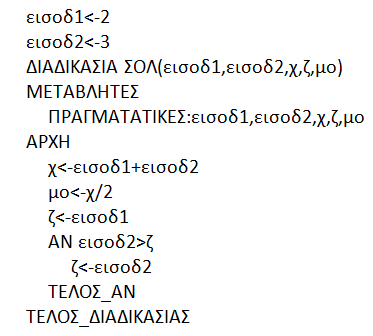 εισοδ1<-2
εισοδ2<-3
ΔΙΑΔΙΚΑΣΙΑ ΣΟΛ(εισοδ1,εισοδ2,χ,ζ,μο)
ΜΕΤΑΒΛΗΤΕΣ
ΠΡΑΓΜΑΤΑΤΙΚΕΣ:εισοδ1,εισοδ2,χ,ζ,μο
ΑΡΧΗ
χ<-εισοδ1+εισοδ2
μο<-χ/2
ζ<-εισοδ1
ΑΝ εισοδ2>ζ
ζ<-εισοδ2
ΤΕΛΟΣ_ΑΝ
ΤΕΛΟΣ_ΔΙΑΔΙΚΑΣΙΑΣ